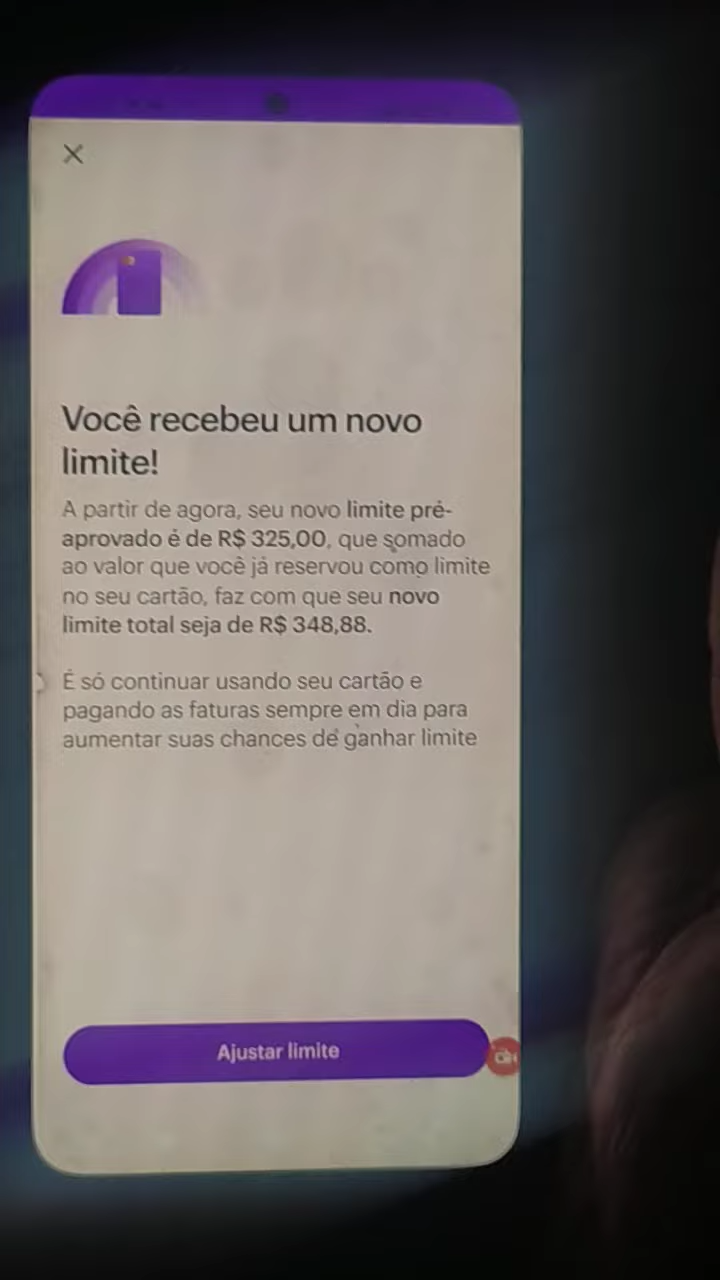 Você recebeu um novo
limite!
A partir de agora, seu novo limite pré-
aprovado é de R$ 325,00, que somado
ao valor que você já reservou como limite
no seu cartão, faz com que seu novo
limite total seja de R$ 348,88.
É só continuar usando seu cartão e
pagando as faturas sempre em dia para
aumentar suas chances de ganhar limite
Ajustar limite